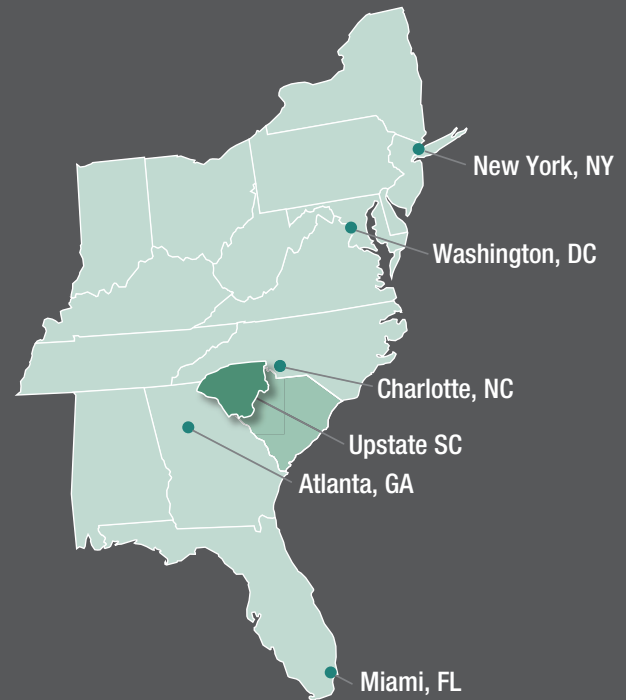 New York, NY
Washington, DC
Charlotte, NC
Upstate SC
Atlanta, GA
Miami, FL